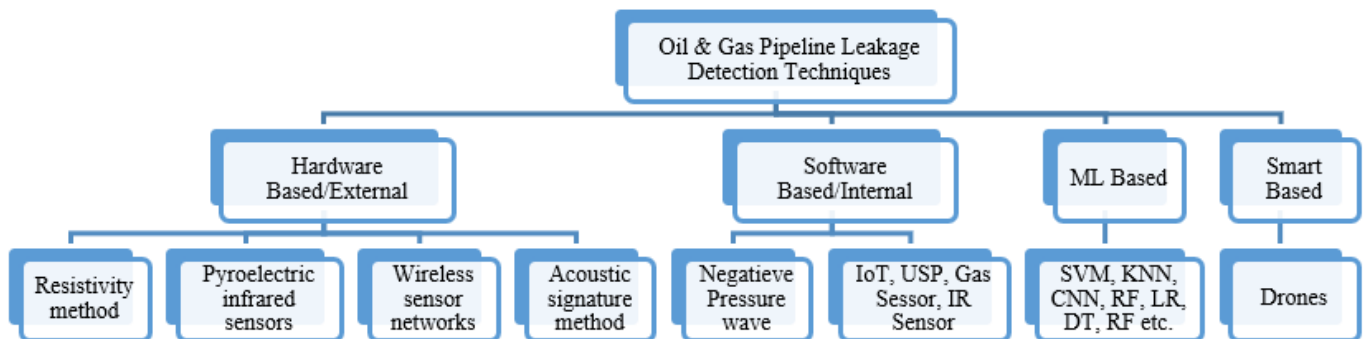 Oil & Gas Pipeline Leakage
Detection Techniques
Hardware
Based/External
Software
Based/Internal
ML Based
Smart
Based
Resistivity
method
Pyroelectric
infrared
sensors
Wireless
sensor
networks
Acoustic
signature
method
Negatieve
Pressure
wave
IoT, USP, Gas
Sessor, IR
Sensor
SVM, KNN,
CNN, RF, LR,
DT, RF etc.
Drones